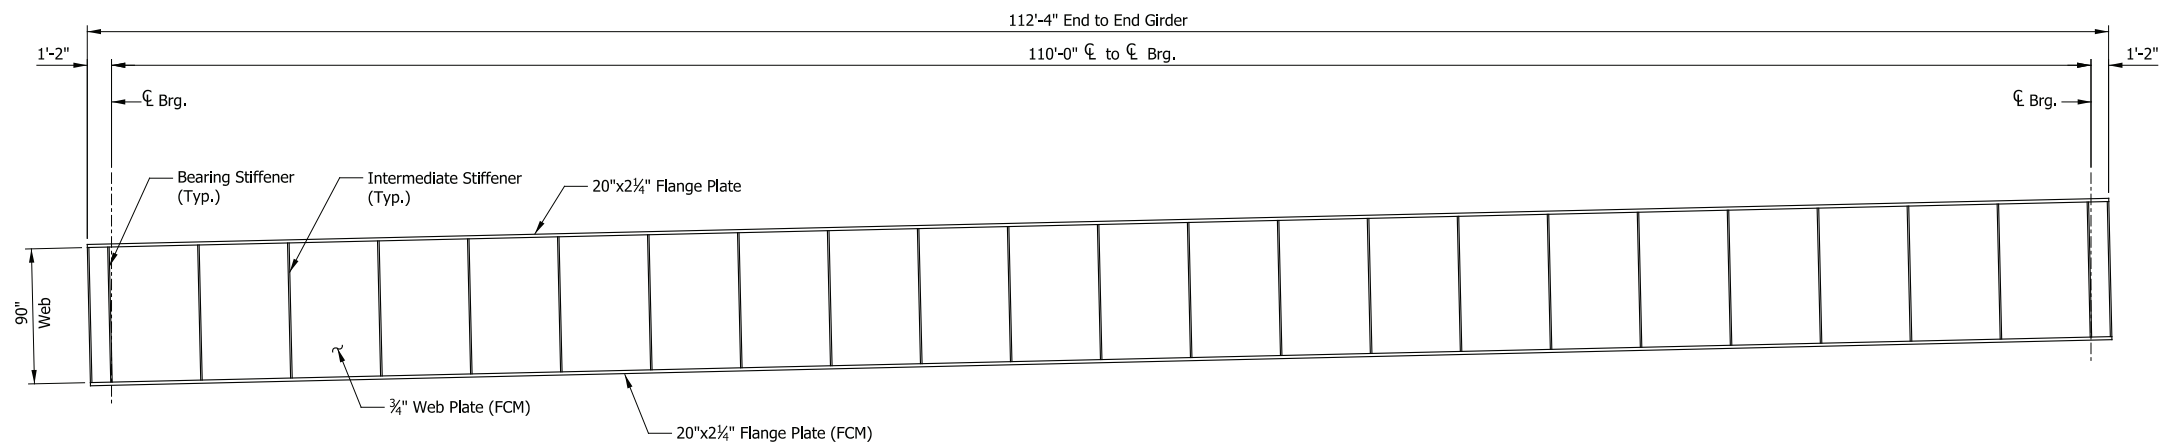 112'-4" End to End Girder
1'-2"
110'-0" ℄ to ℄ Brg.
1'-2"
℄ Brg.
℄ Brg.
Bearing Stiffener
(Typ.)
Intermediate Stiffener
(Typ.)
20"x2¼" Flange Plate
90"
Web
¾" Web Plate (FCM)
20"x2¼" Flange Plate (FCM)